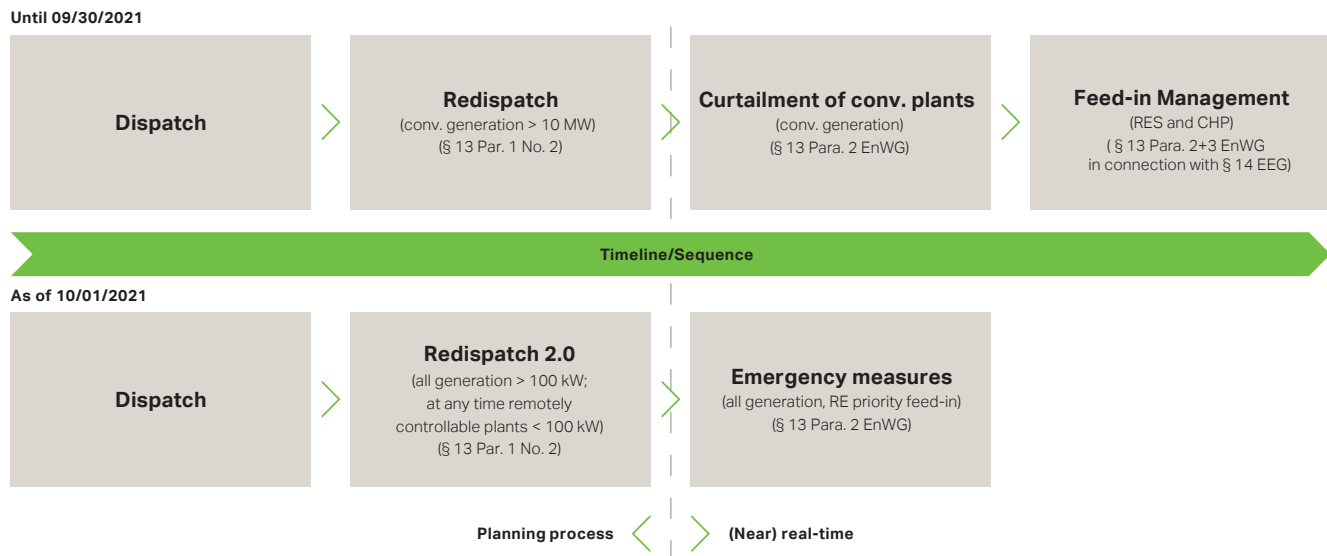 Until 09/30/2021
Dispatch
Redispatch
(conv. generation > 10 MW)
(§ 13 Par. 1 No. 2)
Curtailment of conv. plants
(conv. generation)
(§ 13 Para. 2 EnWG)
Feed-in Management
(RES and CHP)
( § 13 Para. 2+3 EnWG
in connection with § 14 EEG)
Timeline/Sequence
As of 10/01/2021
Dispatch
Redispatch 2.0
(all generation > 100 kW;
at any time remotely
controllable plants < 100 kW)
(§ 13 Par. 1 No. 2)
Emergency measures
(all generation, RE priority feed-in)
(§ 13 Para. 2 EnWG)
Planning process
(Near) real-time